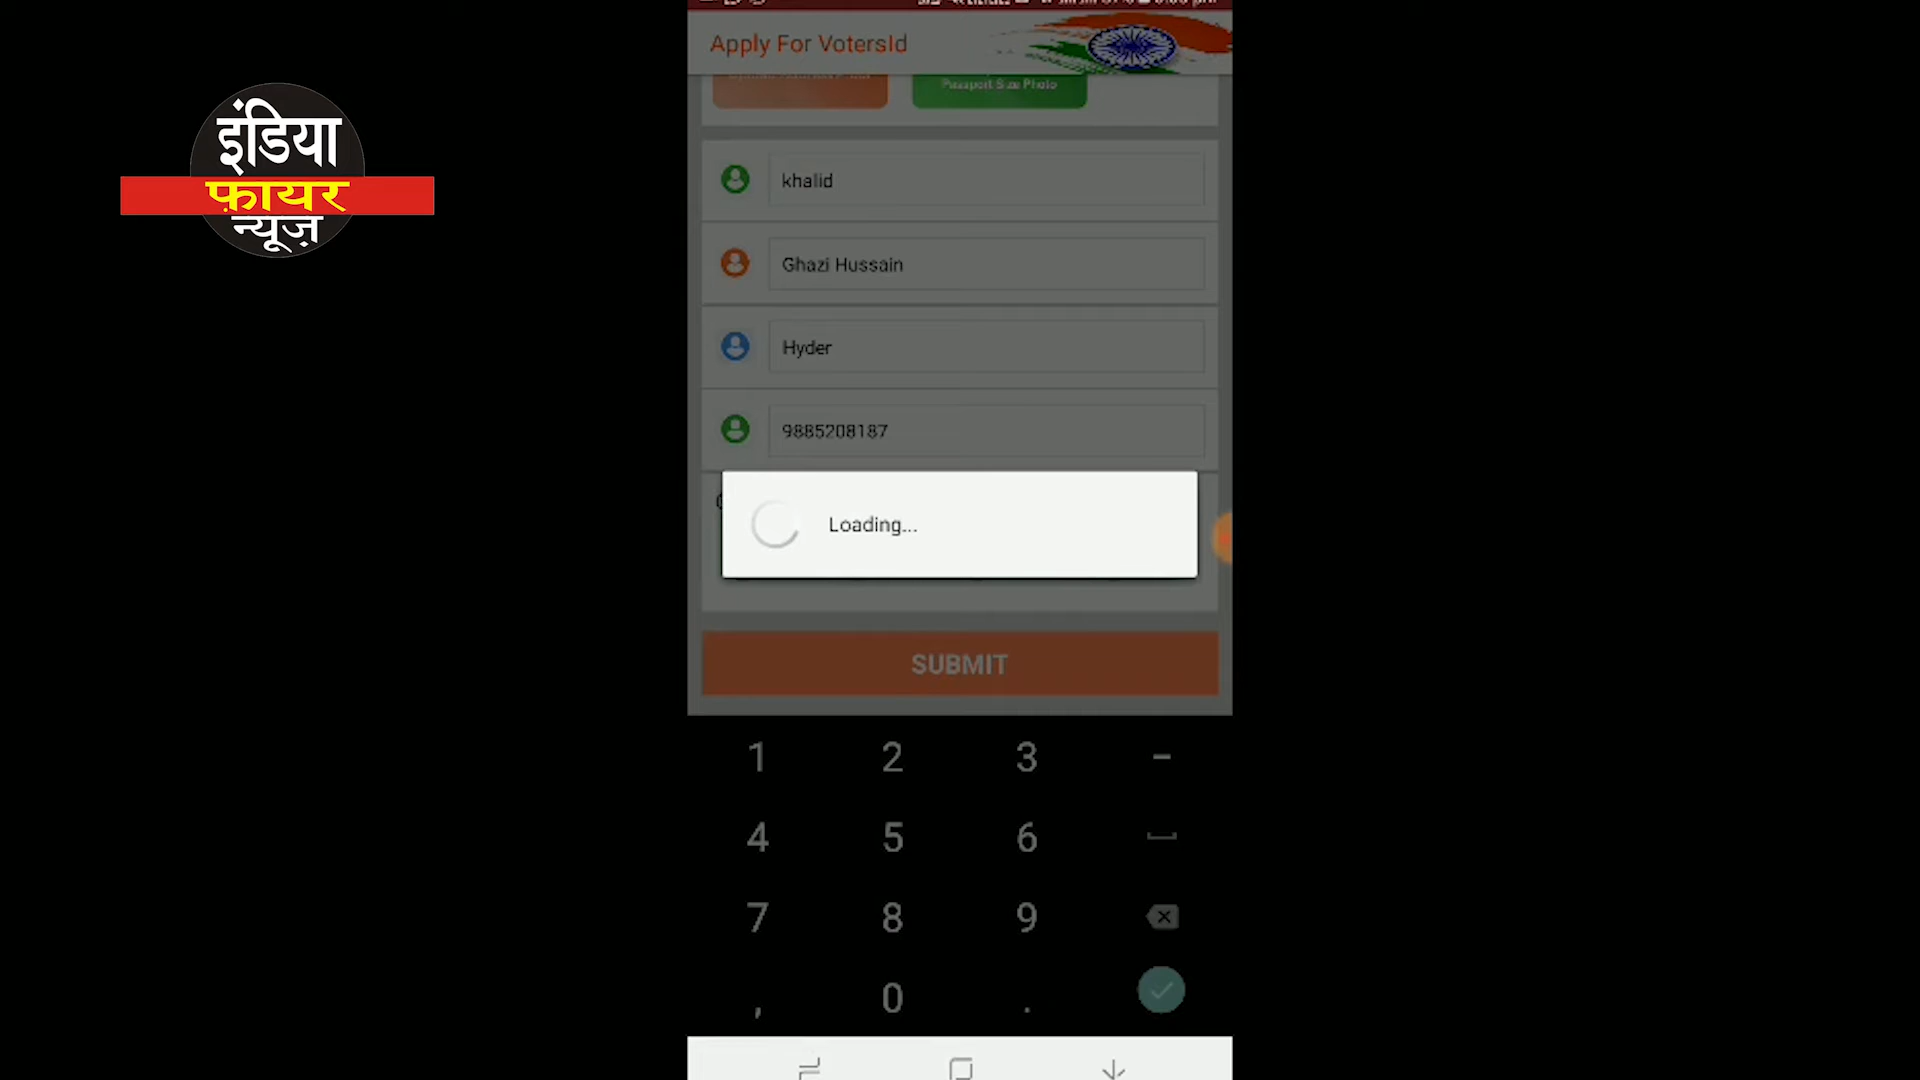 Apply For VotersId
Passport Size Photo
इंडिया
फ़ायर
न्यूज़
khalid
Ghazi Hussain
Hyder
9885208187
Loading...
SUBMIT
1 2 3 -
4 5 6
7 8 9
, 0 .